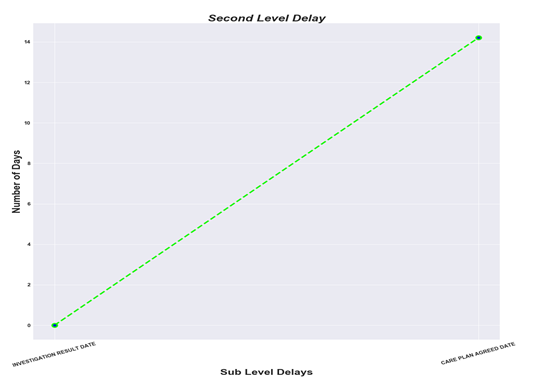 Second Level Delay
14
12
10
8
6
4
2
0
Number of Days
INVESTIGATION RESULT DATE
CARE PLAN AGREED DATE
Sub Level Delays